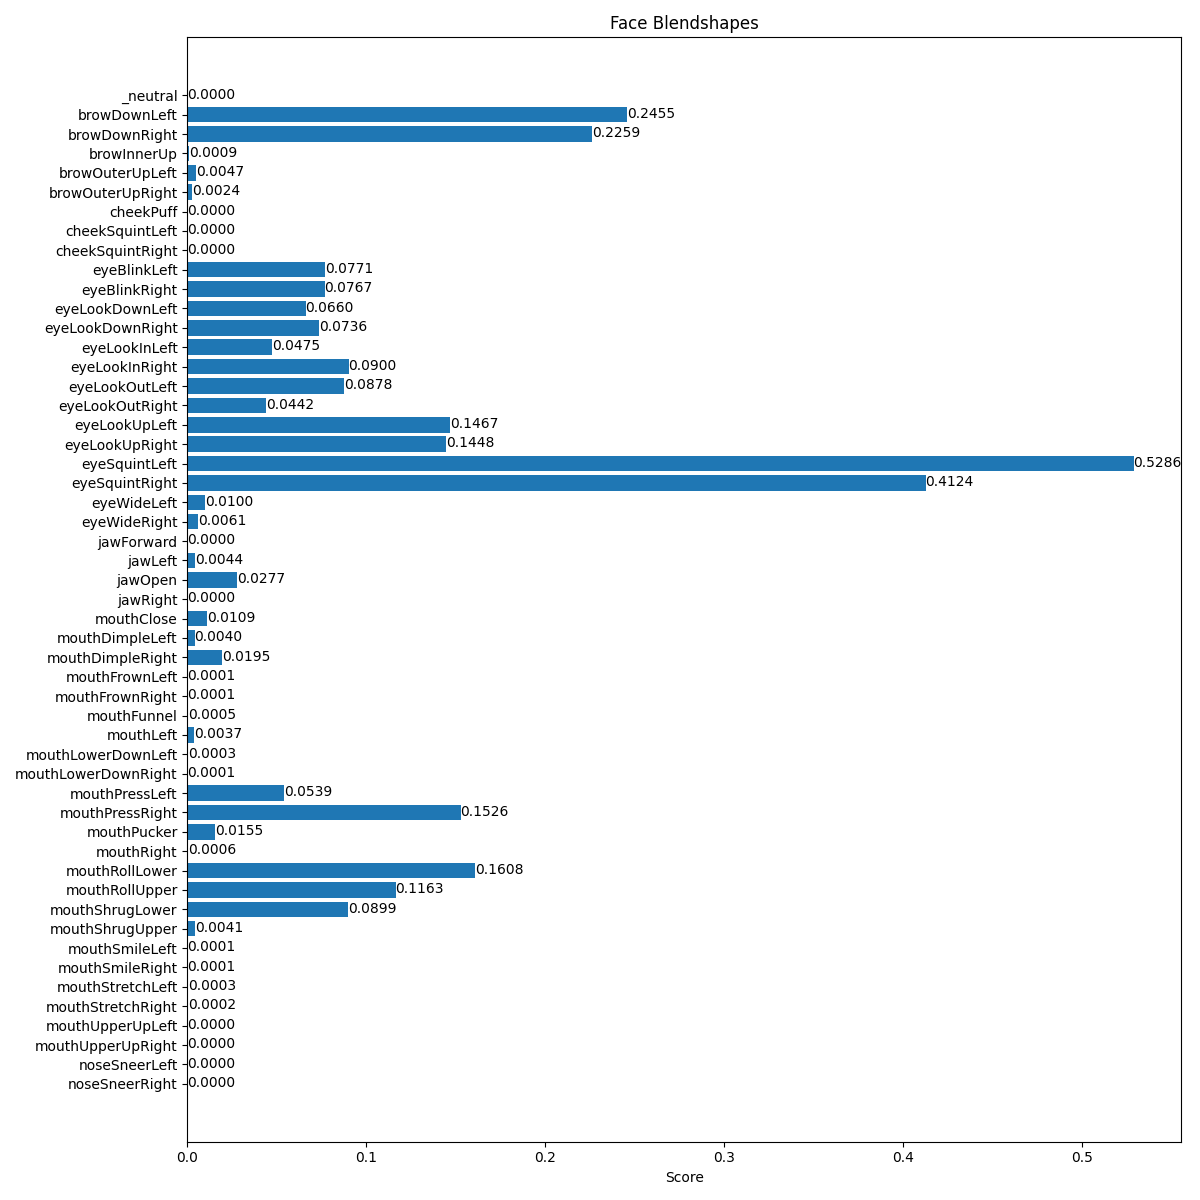 Face Blendshapes
_neutral 0.0000
browDownLeft 0.2455
browDownRight 0.2259
browInnerUp 0.0009
browOuterUpLeft 0.0047
browOuterUpRight 0.0024
cheekPuff 0.0000
cheekSquintLeft 0.0000
cheekSquintRight 0.0000
eyeBlinkLeft 0.0771
eyeBlinkRight 0.0767
eyeLookDownLeft 0.0660
eyeLookDownRight 0.0736
eyeLookInLeft 0.0475
eyeLookInRight 0.0900
eyeLookOutLeft 0.0878
eyeLookOutRight 0.0442
eyeLookUpLeft 0.1467
eyeLookUpRight 0.1448
eyeSquintLeft 0.5286
eyeSquintRight 0.4124
eyeWideLeft 0.0100
eyeWideRight 0.0061
jawForward 0.0000
jawLeft 0.0044
jawOpen 0.0277
jawRight 0.0000
mouthClose 0.0109
mouthDimpleLeft 0.0040
mouthDimpleRight 0.0195
mouthFrownLeft 0.0001
mouthFrownRight 0.0001
mouthFunnel 0.0005
mouthLeft 0.0037
mouthLowerDownLeft 0.0003
mouthLowerDownRight 0.0001
mouthPressLeft 0.0539
mouthPressRight 0.1526
mouthPucker 0.0155
mouthRight 0.0006
mouthRollLower 0.1608
mouthRollUpper 0.1163
mouthShrugLower 0.0899
mouthShrugUpper 0.0041
mouthSmileLeft 0.0001
mouthSmileRight 0.0001
mouthStretchLeft 0.0003
mouthStretchRight 0.0002
mouthUpperUpLeft 0.0000
mouthUpperUpRight 0.0000
noseSneerLeft 0.0000
noseSneerRight 0.0000
0.0 0.1 0.2 0.3 0.4 0.5
Score